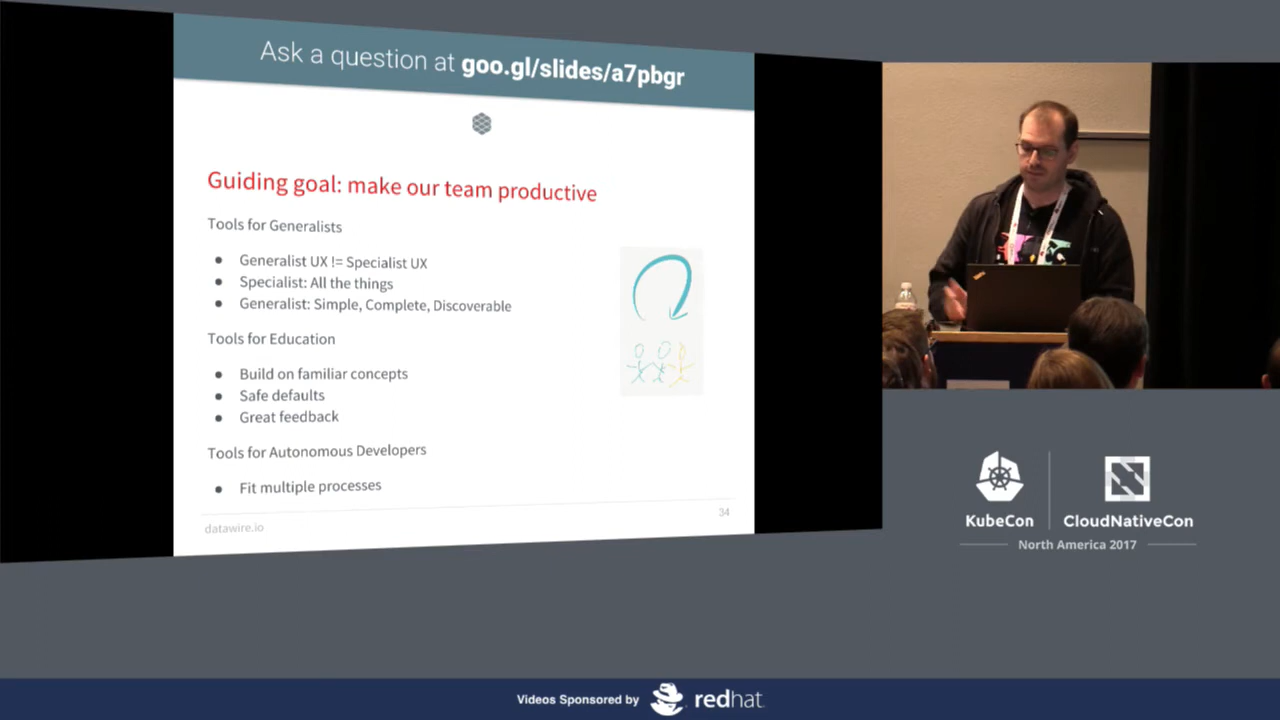 Ask a question at goo.gl/slides/a7pbgr
Guiding goal: make our team productive
Tools for Generalists
Generalist UX != Specialist UX
Specialist: All the things
Generalist: Simple, Complete, Discoverable
Tools for Education
Build on familiar concepts
Safe defaults
Great feedback
Tools for Autonomous Developers
Fit multiple processes
datawire.io
34
KubeCon
CloudNativeCon
North America 2017
Videos Sponsored by
redhat